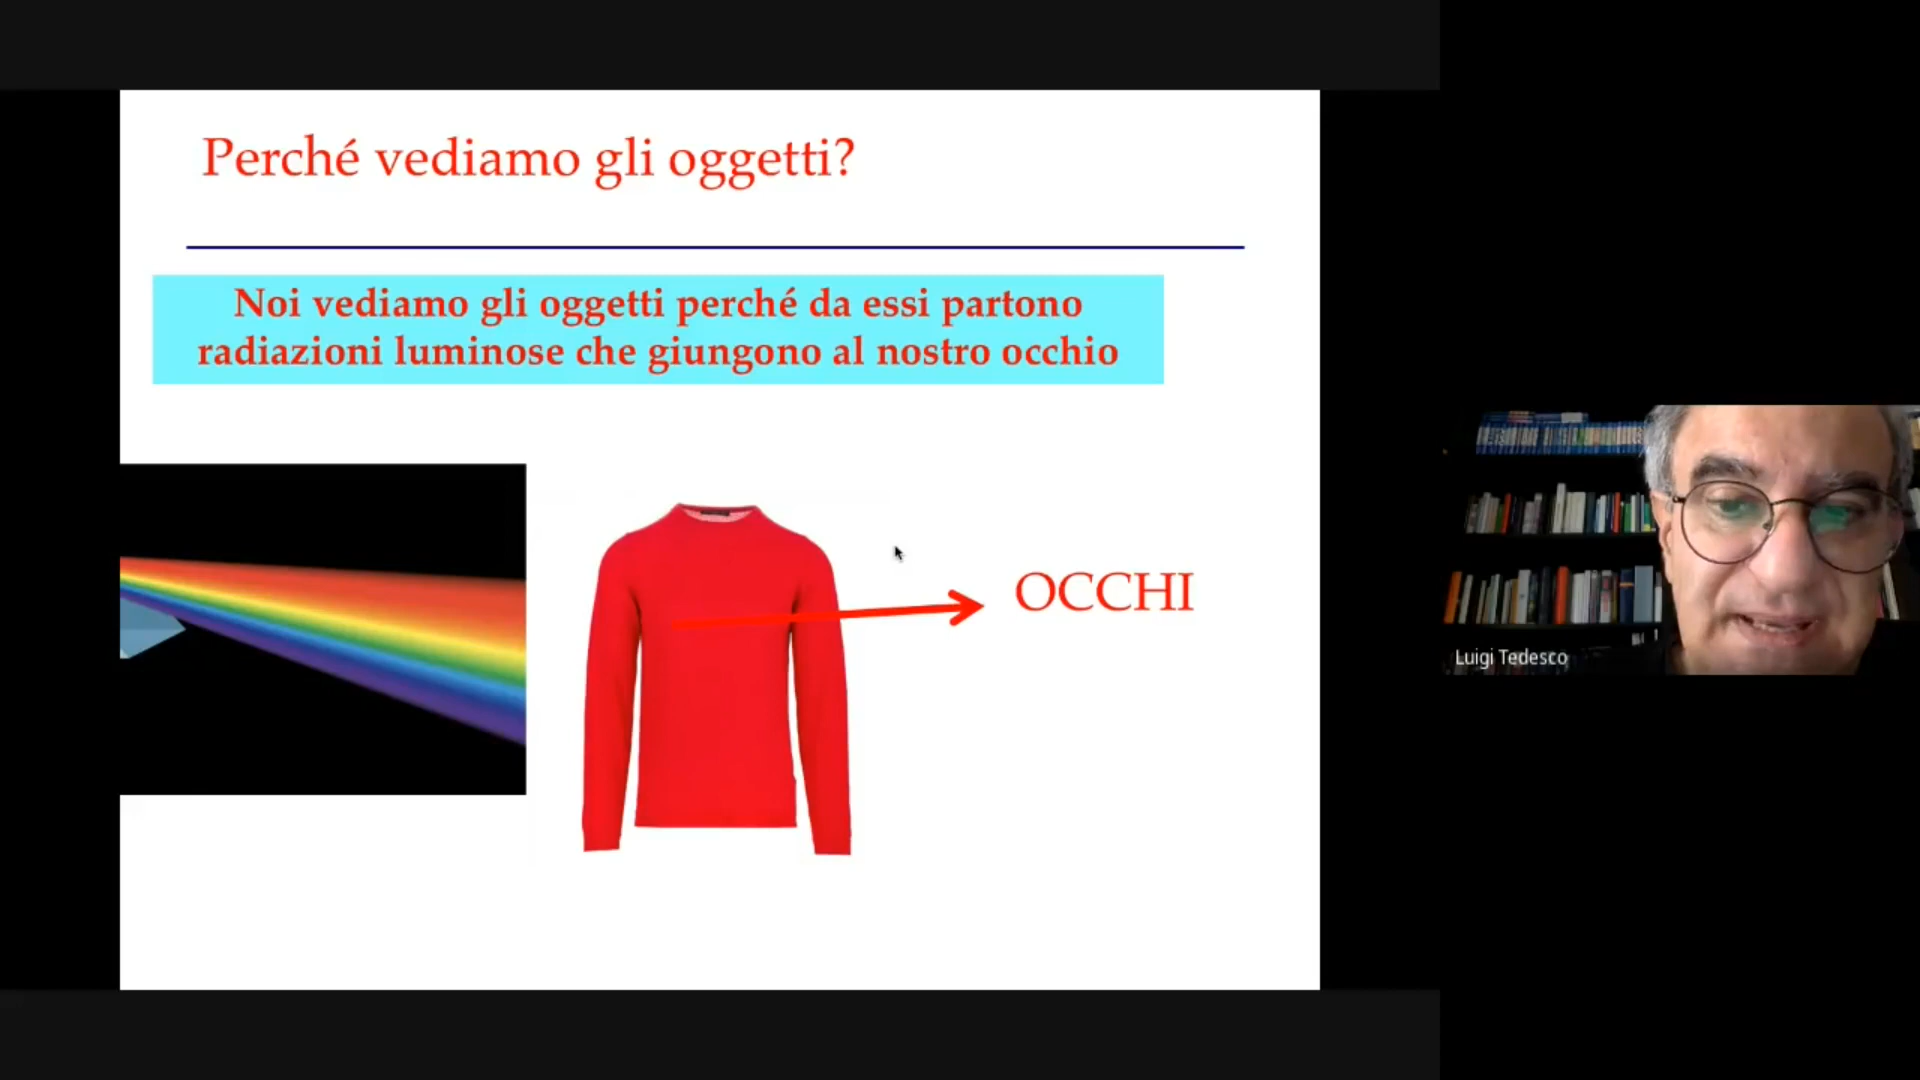 Perché vediamo gli oggetti?
Noi vediamo gli oggetti perché da essi partono
radiazioni luminose che giungono al nostro occhio
OCCHI
Luigi Tedesco